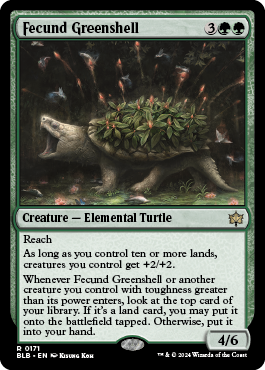 Fecund Greenshell 3
Creature — Elemental Turtle
Reach
As long as you control ten or more lands,
creatures you control get +2/+2.
Whenever Fecund Greenshell or another
creature you control with toughness greater
than its power enters, look at the top card of
your library. If it's a land card, you may put it
onto the battlefield tapped. Otherwise, put it
into your hand.
4/6
R 0171
BLB • EN Kisung Koh
™ & © 2024 Wizards of the Coast